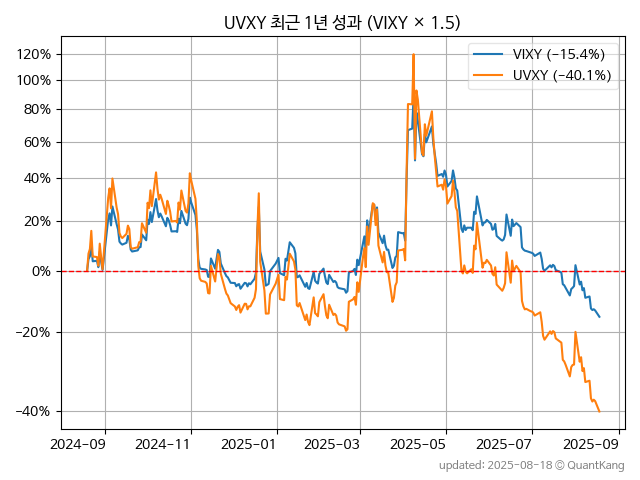 UVXY 최근 1년 성과 (VIXY × 1.5)
VIXY (−15.4%)
UVXY (−40.1%)
120%
100%
80%
60%
40%
20%
0%
−20%
−40%
2024-09 2024-11 2025-01 2025-03 2025-05 2025-07 2025-09
updated: 2025-08-18 © QuantKang